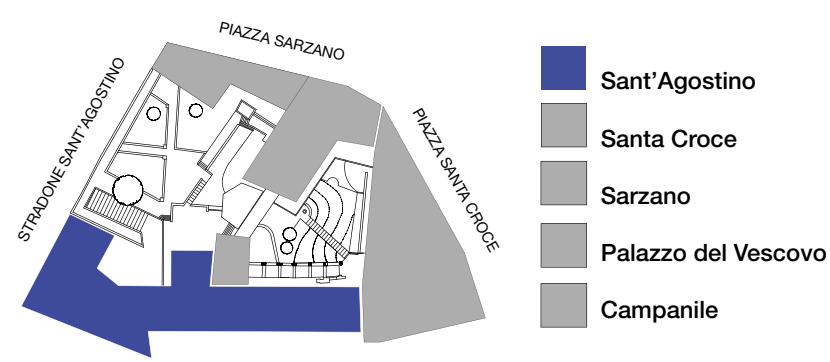 PIAZZA SARZANO
STRADONE SANT'AGOSTINO
PIAZZA SANTA CROCE
Sant'Agostino
Santa Croce
Sarzano
Palazzo del Vescovo
Campanile